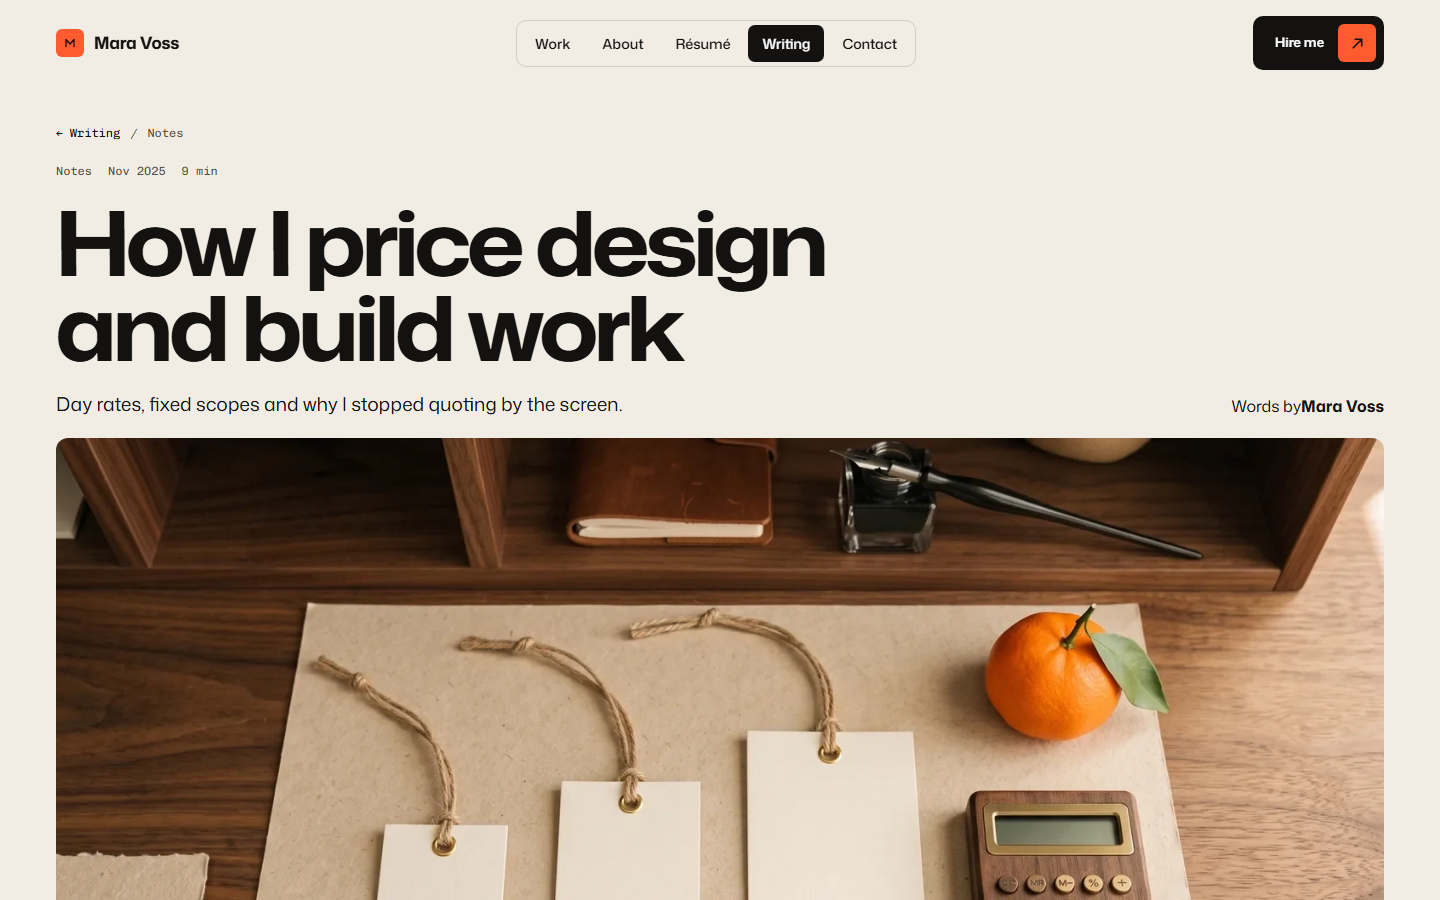 M Mara Voss
Work About Résumé Writing Contact
Hire me
← Writing / Notes
Notes Nov 2025 9 min
How I price design
and build work
Day rates, fixed scopes and why I stopped quoting by the screen.
Words byMara Voss
MR M− % +